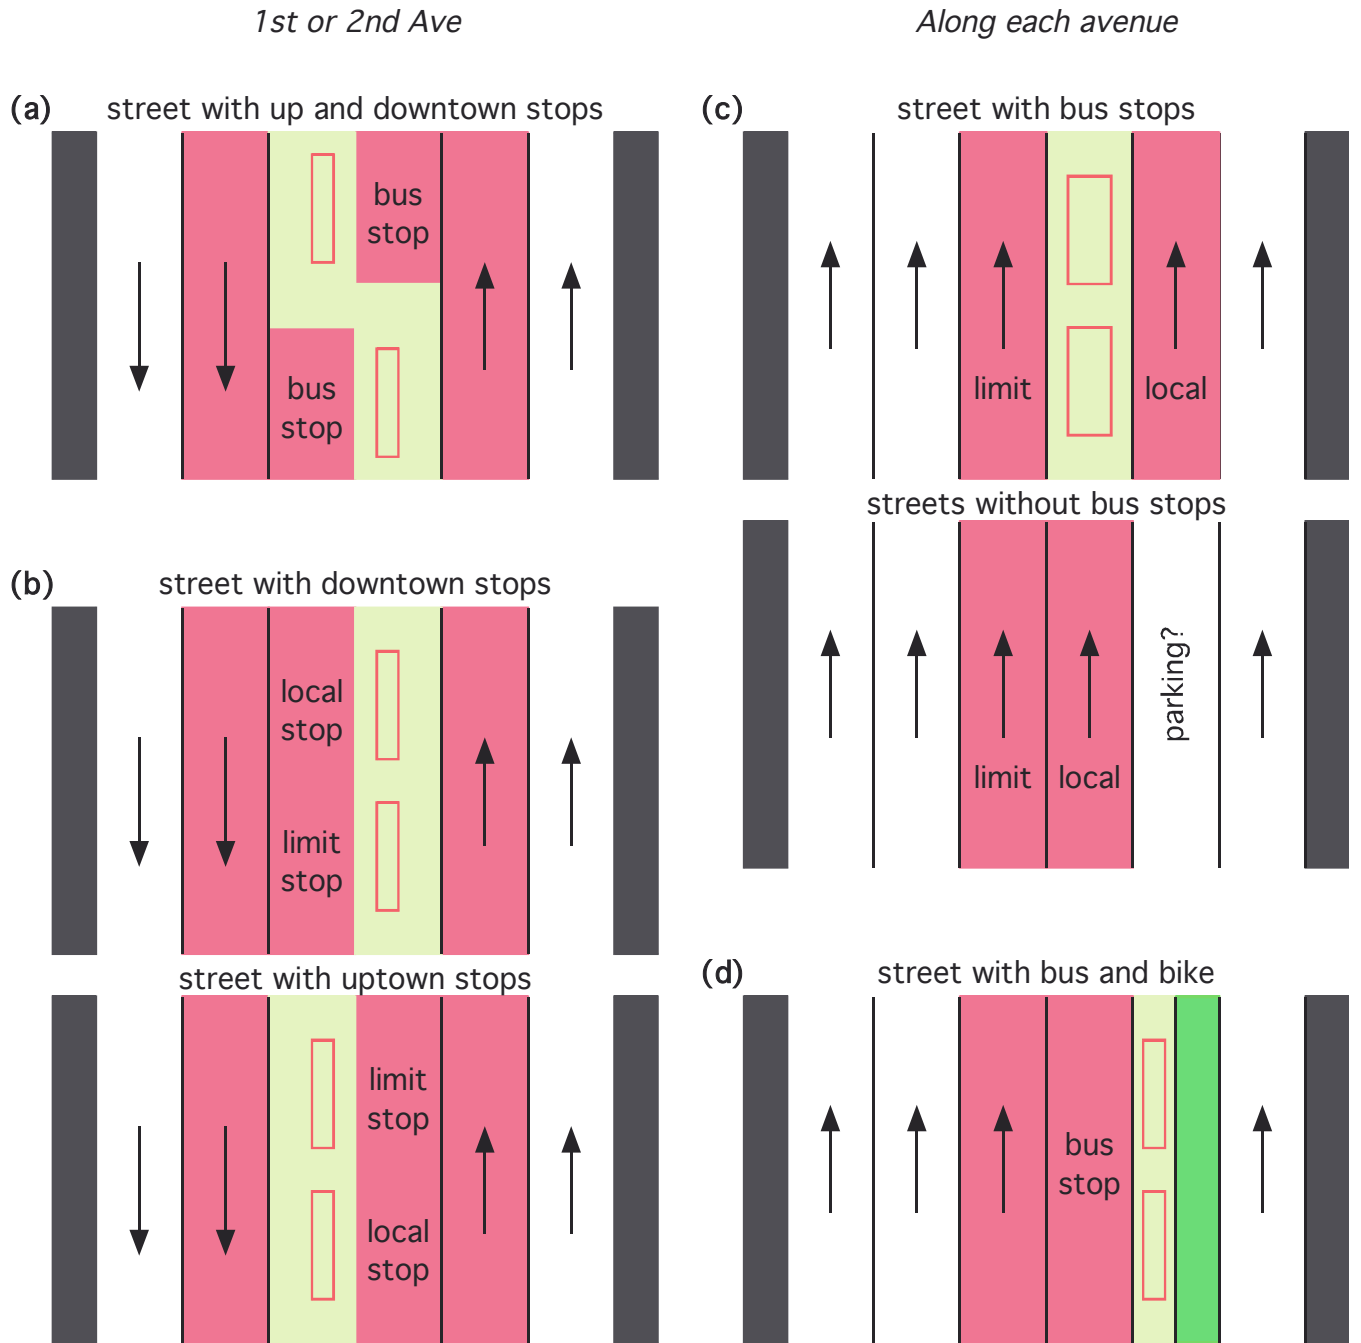 1st or 2nd Ave
(a) street with up and downtown stops
bus
stop
bus
stop
(b) street with downtown stops
local
stop
limit
stop
street with uptown stops
limit
stop
local
stop
Along each avenue
(c) street with bus stops
limit local
streets without bus stops
parking?
limit local
(d) street with bus and bike
bus
stop